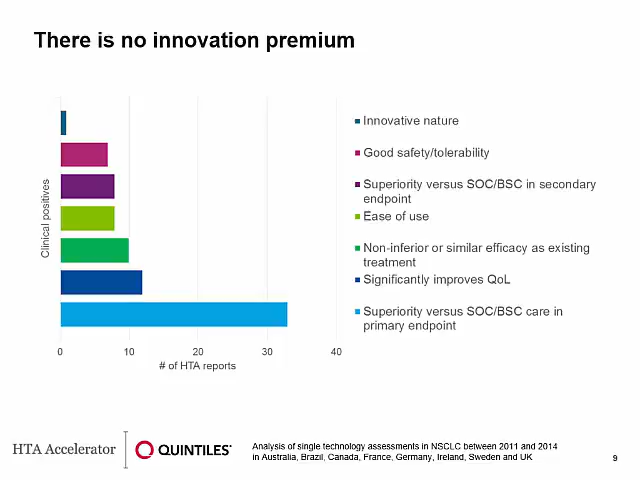 There is no innovation premium
Clinical positives
Innovative nature
Good safety/tolerability
Superiority versus SOC/BSC in secondary
endpoint
Ease of use
Non-inferior or similar efficacy as existing
treatment
Significantly improves QoL
Superiority versus SOC/BSC care in
primary endpoint
0 10 20 30 40
# of HTA reports
HTA Accelerator
QUINTILES
Analysis of single technology assessments in NSCLC between 2011 and 2014
in Australia, Brazil, Canada, France, Germany, Ireland, Sweden and UK
9